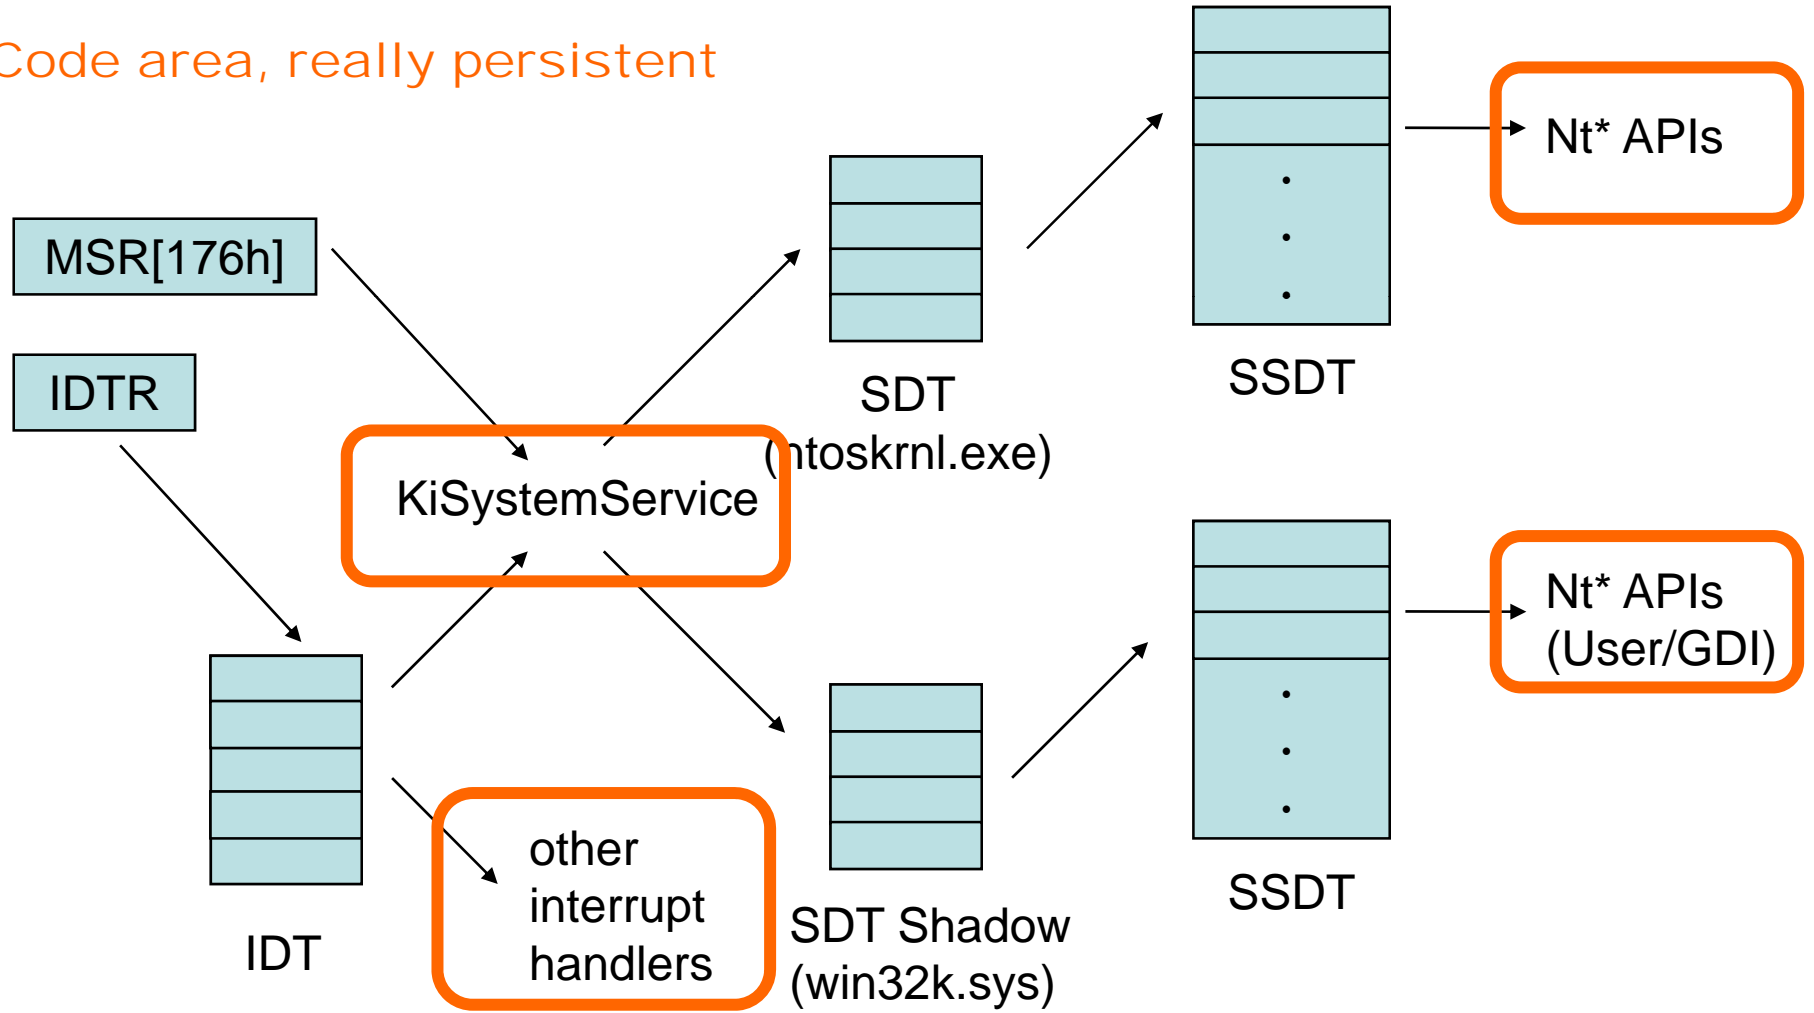 Code area, really persistent
Nt* APIs
MSR[176h]
IDTR
SDT
(ntoskrnl.exe)
SSDT
KiSystemService
Nt* APIs
(User/GDI)
other
interrupt
handlers
IDT
SDT Shadow
(win32k.sys)
SSDT